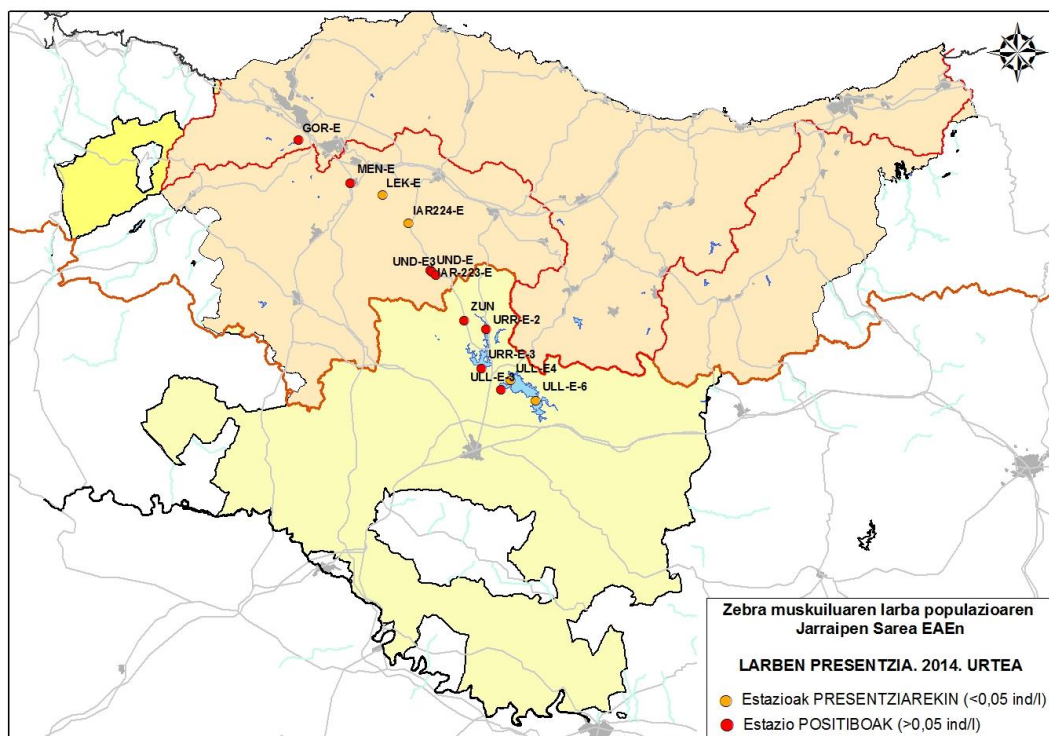 GOR-E
MEN-E
LEK-E
IAR224-E
UND-E3 UND-E
IAR-223-E
ZUN
URR-E-2
URR-E-3
ULL-E4
ULL-E-3
ULL-E-6
Zebra muskuiluaren larba populazioaren
Jarraipen Sarea EAEn
LARBEN PRESENTZIA. 2014. URTEA
Estazioak PRESENTZIAREKIN (<0,05 ind/l)
Estazio POSITIBOAK (>0,05 ind/l)